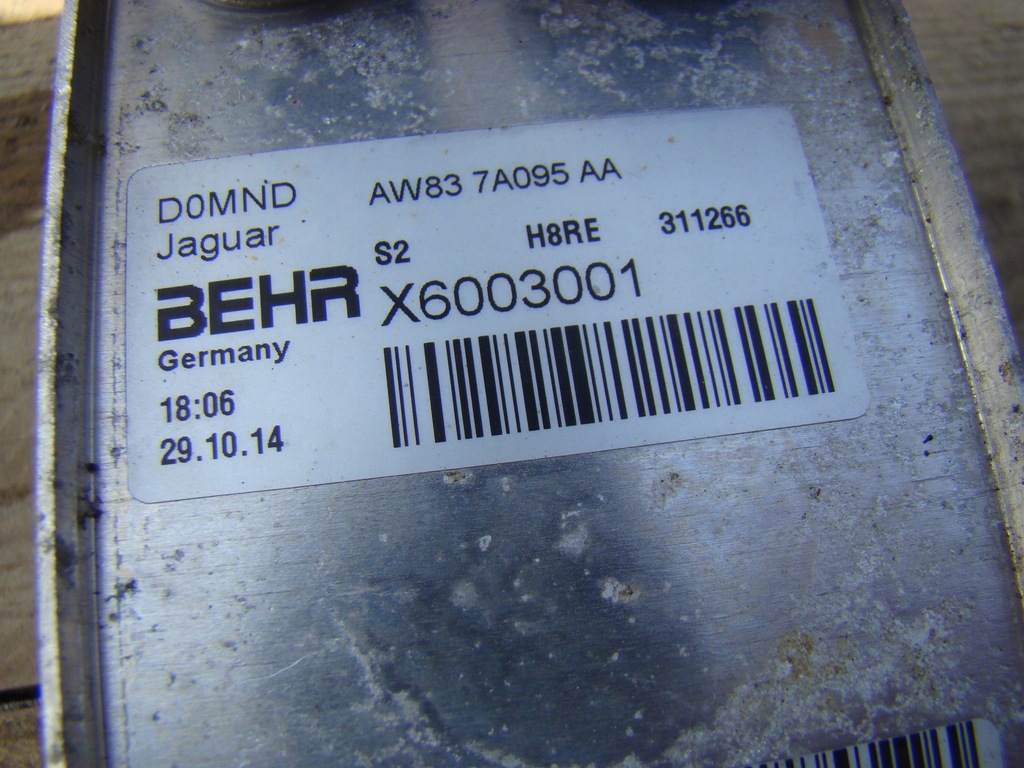 D0MND AW83 7A095 AA
Jaguar S2 H8RE 311266
BEHR X6003001
Germany
18:06
29.10.14